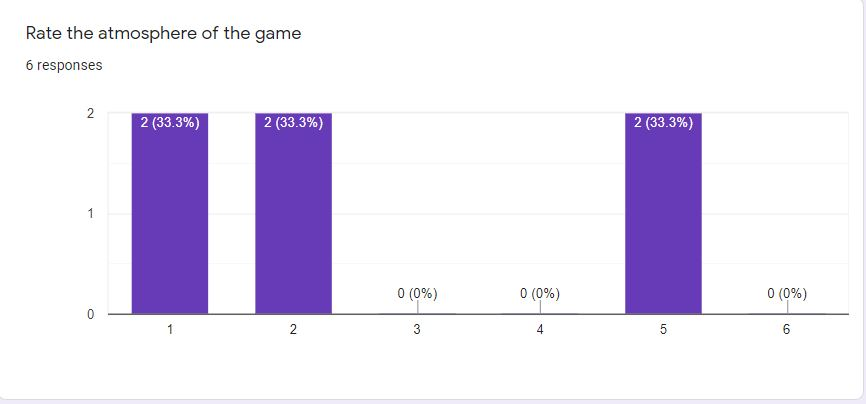 Rate the atmosphere of the game
6 responses
2
2 (33.3%) 2 (33.3%) 2 (33.3%)
1
0 (0%) 0 (0%) 0 (0%)
0
1 2 3 4 5 6